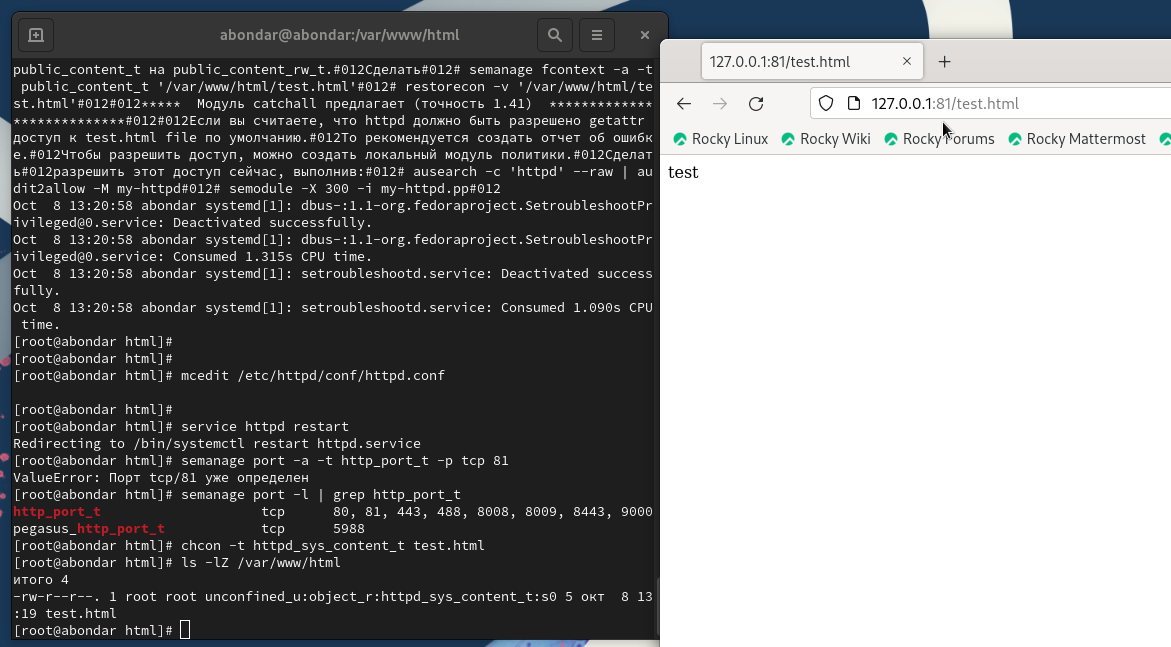 abondar@abondar:/var/www/html
public_content_t на public_content_rw_t.#012Сделать#012# semanage fcontext -a -t
 public_content_t '/var/www/html/test.html'#012# restorecon -v '/var/www/html/te
st.html'#012#012*****  Модуль catchall предлагает (точность 1.41)  *************
**************#012#012Если вы считаете, что httpd должно быть разрешено getattr
доступ к test.html file по умолчанию.#012То рекомендуется создать отчет об ошибк
е.#012Чтобы разрешить доступ, можно создать локальный модуль политики.#012Сделат
ь#012разрешить этот доступ сейчас, выполнив:#012# ausearch -c 'httpd' --raw | au
dit2allow -M my-httpd#012# semodule -X 300 -i my-httpd.pp#012
Oct  8 13:20:58 abondar systemd[1]: dbus-:1.1-org.fedoraproject.SetroubleshootPr
ivileged@0.service: Deactivated successfully.
Oct  8 13:20:58 abondar systemd[1]: dbus-:1.1-org.fedoraproject.SetroubleshootPr
ivileged@0.service: Consumed 1.315s CPU time.
Oct  8 13:20:58 abondar systemd[1]: setroubleshootd.service: Deactivated success
fully.
Oct  8 13:20:58 abondar systemd[1]: setroubleshootd.service: Consumed 1.090s CPU
 time.
[root@abondar html]#
[root@abondar html]#
[root@abondar html]# mcedit /etc/httpd/conf/httpd.conf
[root@abondar html]#
[root@abondar html]# service httpd restart
Redirecting to /bin/systemctl restart httpd.service
[root@abondar html]# semanage port -a -t http_port_t -p tcp 81
ValueError: Порт tcp/81 уже определен
[root@abondar html]# semanage port -l | grep http_port_t
http_port_t                    tcp      80, 81, 443, 488, 8008, 8009, 8443, 9000
pegasus_http_port_t            tcp      5988
[root@abondar html]# chcon -t httpd_sys_content_t test.html
[root@abondar html]# ls -lZ /var/www/html
итого 4
-rw-r--r--. 1 root root unconfined_u:object_r:httpd_sys_content_t:s0 5 окт  8 13
:19 test.html
[root@abondar html]#
127.0.0.1:81/test.html
127.0.0.1:81/test.html
Rocky Linux Rocky Wiki Rocky Forums Rocky Mattermost
test